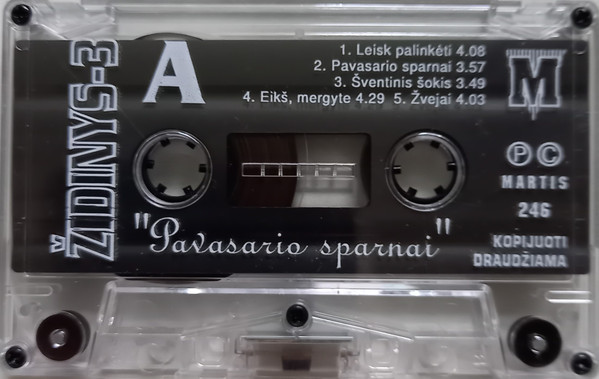 ŽIDINYS-3
A
1. Leisk palinkėti 4.08
2. Pavasario sparnai 3.57
3. Šventinis šokis 3.49
4. Eikš, mergyte 4.29 5. Žvejai 4.03
M
Ⓟ Ⓒ
MARTIS
246
"Pavasario sparnai"
KOPIJUOTI
DRAUDŽIAMA